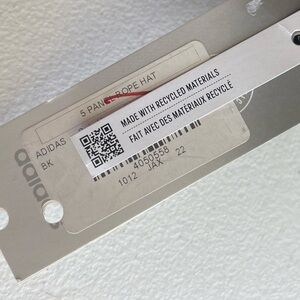 5 PANEL ROPE HAT
ADIDAS
BK
MADE WITH RECYCLED MATERIALS
FAIT AVEC DES MATÉRIAUX RECYCLÉ
4050558
1012 JAX 22
adidas